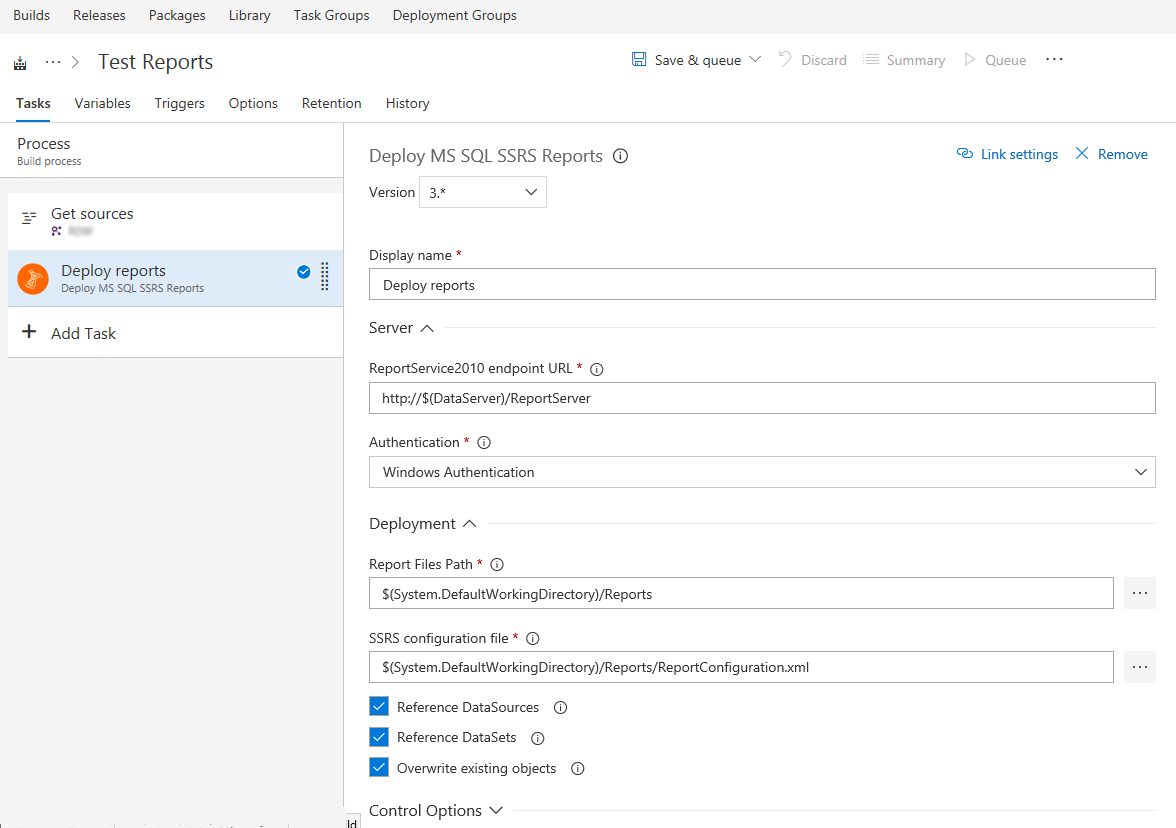 Builds Releases Packages Library Task Groups Deployment Groups
... > Test Reports
Save & queue Discard Summary Queue ...
Tasks Variables Triggers Options Retention History
Process
Build process
Get sources
Deploy reports
Deploy MS SQL SSRS Reports
+ Add Task
Deploy MS SQL SSRS Reports
Link settings Remove
Version 3.*
Display name *
Deploy reports
Server
ReportService2010 endpoint URL *
http://$(DataServer)/ReportServer
Authentication *
Windows Authentication
Deployment
Report Files Path *
$(System.DefaultWorkingDirectory)/Reports
...
SSRS configuration file *
$(System.DefaultWorkingDirectory)/Reports/ReportConfiguration.xml
...
Reference DataSources
Reference DataSets
Overwrite existing objects
Control Options